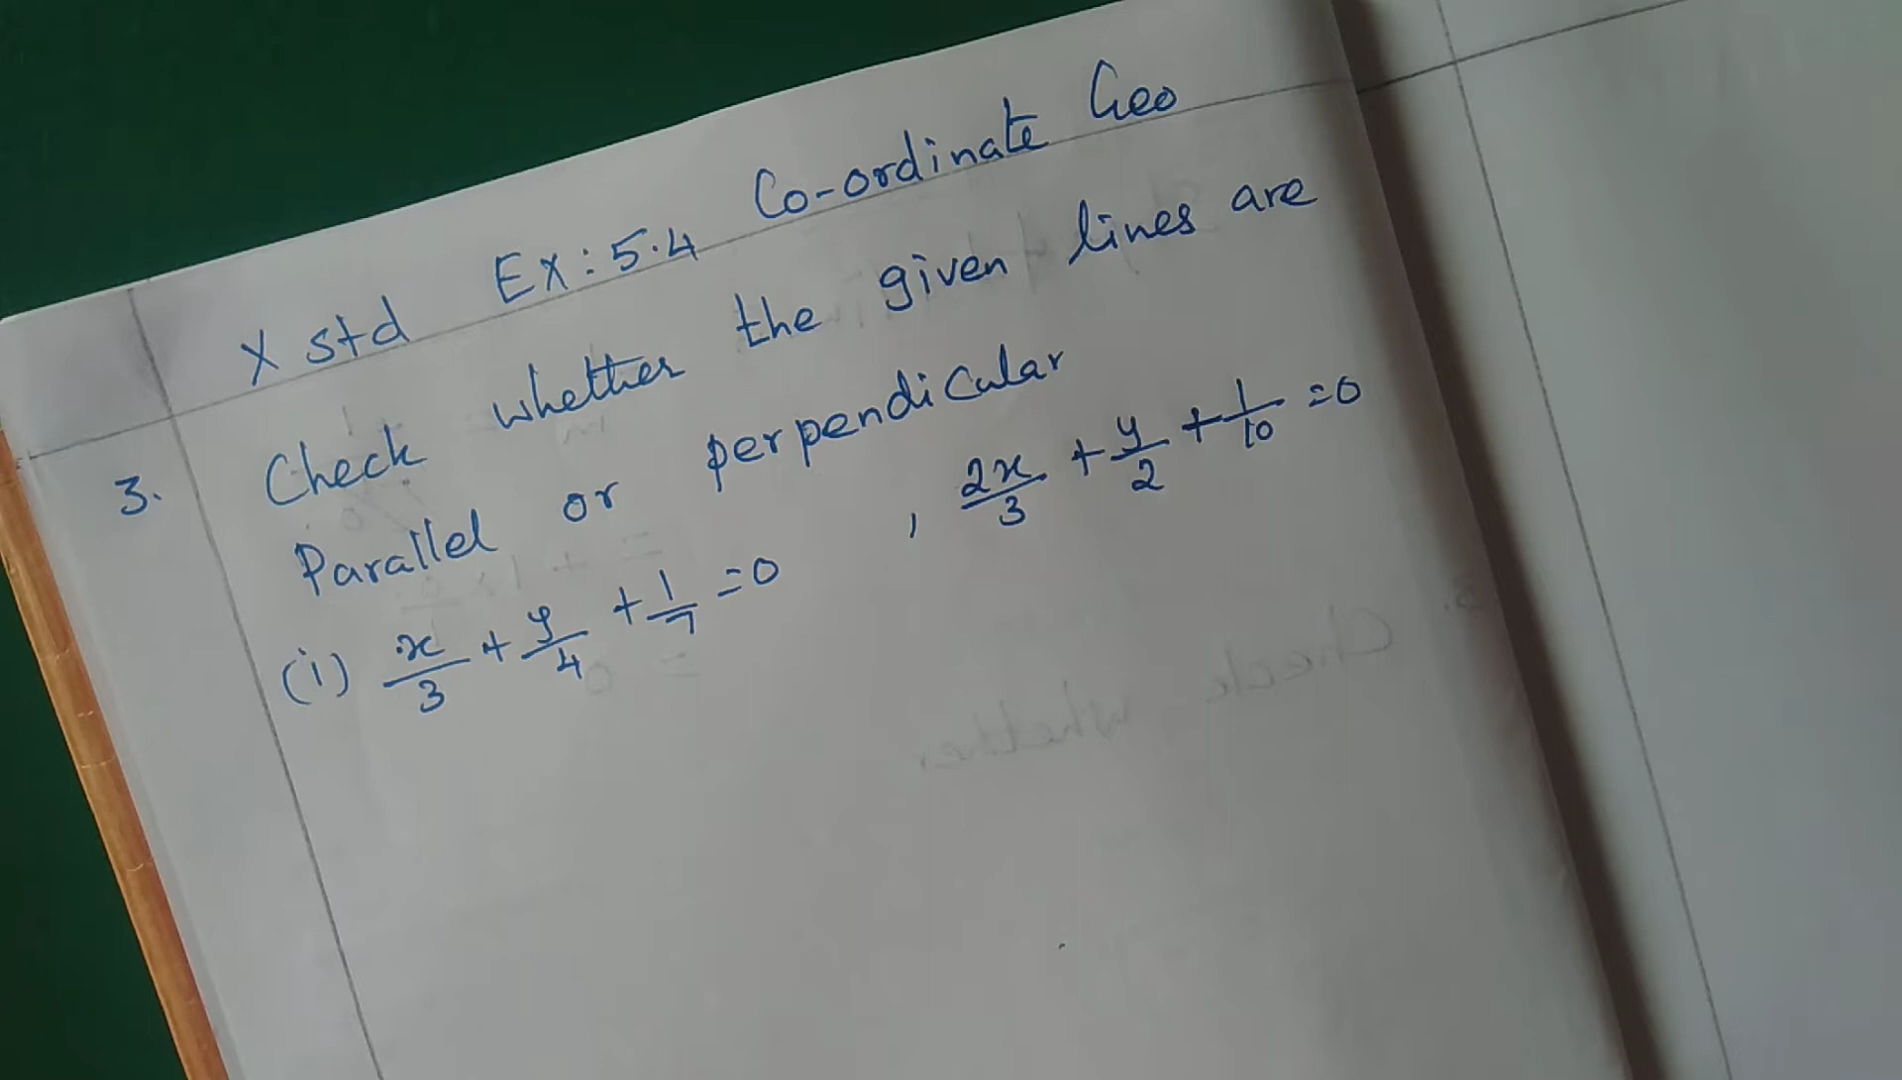 X std Ex: 5.4 Co-ordinate Geo
3. Check whether the given lines are
Parallel or perpendicular
(i) x/3 + y/4 + 1/7 = 0 , 2x/3 + y/2 + 1/10 = 0